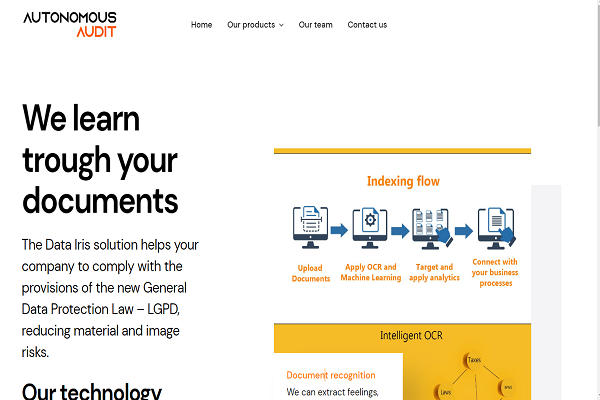 AUTONOMOUS
AUDIT
Home Our products Our team Contact us
We learn
trough your
documents
The Data Iris solution helps your
company to comply with the
provisions of the new General
Data Protection Law – LGPD,
reducing material and image
risks.
Our technology
Indexing flow
Upload
Documents
Apply OCR and
Machine Learning
Target and
apply analytics
Connect with
your business
processes
Intelligent OCR
Document recognition
We can extract feelings,
Taxes
Laws